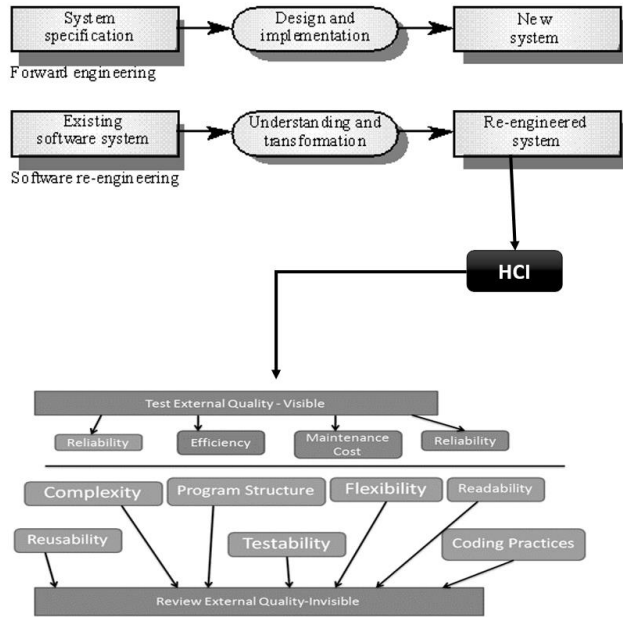 System
specification
Design and
implementation
New
system
Forward engineering
Existing
software system
Understanding and
transformation
Re-engineered
system
Software re-engineering
HCI
Test External Quality - Visible
Reliability
Efficiency
Maintenance
Cost
Reliability
Complexity
Program Structure
Flexibility
Readability
Reusability
Testability
Coding Practices
Review External Quality-Invisible